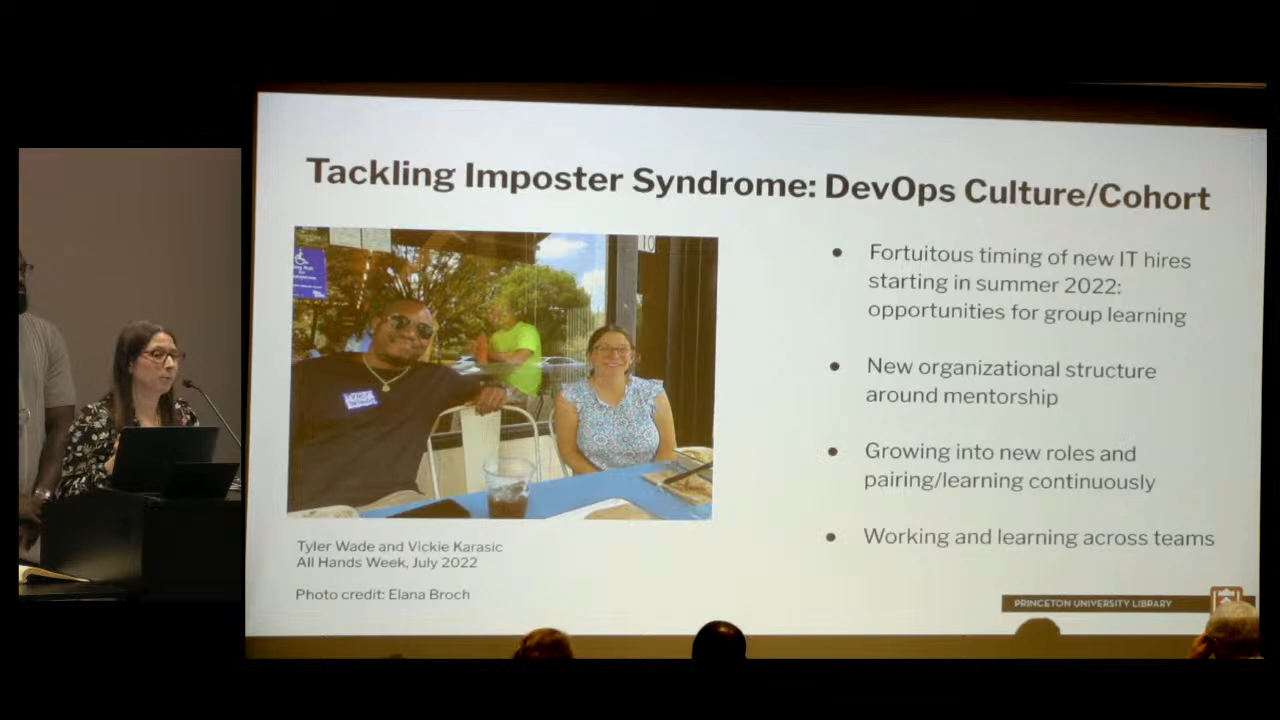 Tackling Imposter Syndrome: DevOps Culture/Cohort
10
Fortuitous timing of new IT hires
starting in summer 2022:
opportunities for group learning
New organizational structure
around mentorship
Growing into new roles and
pairing/learning continuously
Working and learning across teams
Tyler Wade and Vickie Karasic
All Hands Week, July 2022
Photo credit: Elana Broch
PRINCETON UNIVERSITY LIBRARY